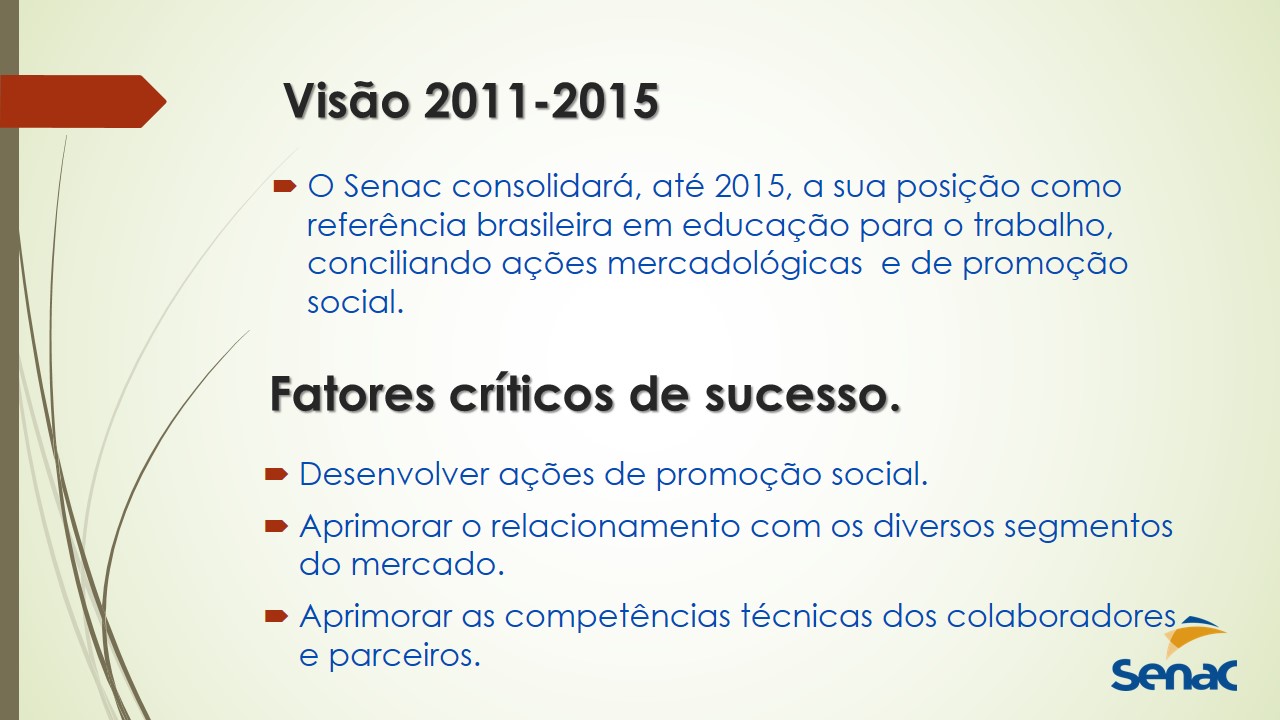 Visão 2011-2015
O Senac consolidará, até 2015, a sua posição como
referência brasileira em educação para o trabalho,
conciliando ações mercadológicas  e de promoção
social.
Fatores críticos de sucesso.
Desenvolver ações de promoção social.
Aprimorar o relacionamento com os diversos segmentos
do mercado.
Aprimorar as competências técnicas dos colaboradores
e parceiros.
Senac